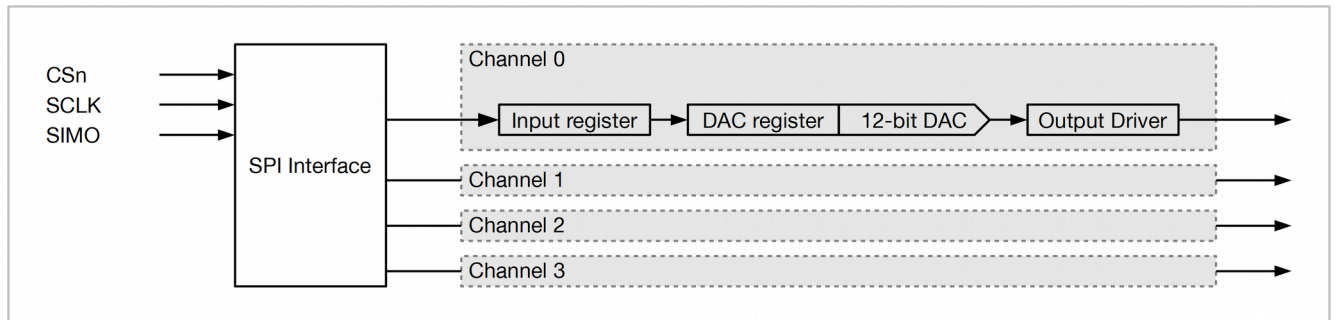 CSn
SCLK
SIMO
SPI Interface
Channel 0
Input register
DAC register
12-bit DAC
Output Driver
Channel 1
Channel 2
Channel 3